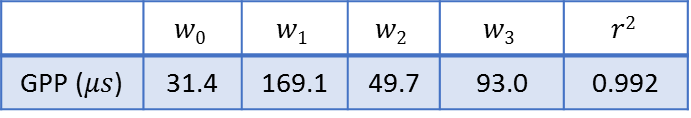 w₀ w₁ w₂ w₃ r²
GPP (μs) 31.4 169.1 49.7 93.0 0.992